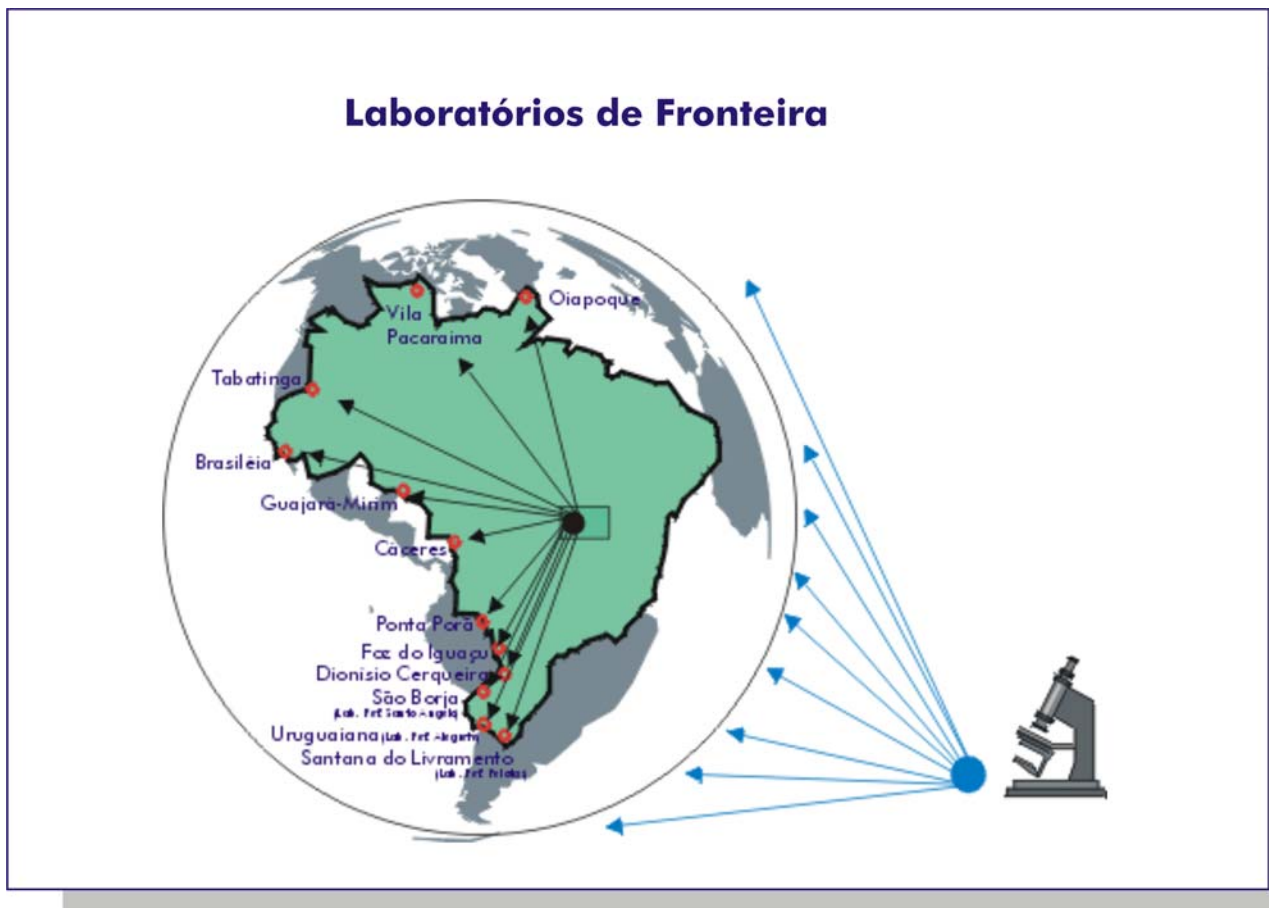 Laboratórios de Fronteira
Oiapoque
Vila
Pacaraima
Tabatinga
Brasiléia
Guajará-Mirim
Cáceres
Ponta Porã
Foz do Iguaçu
Dionísio Cerqueira
São Borja
Uruguaiana
Santana do Livramento